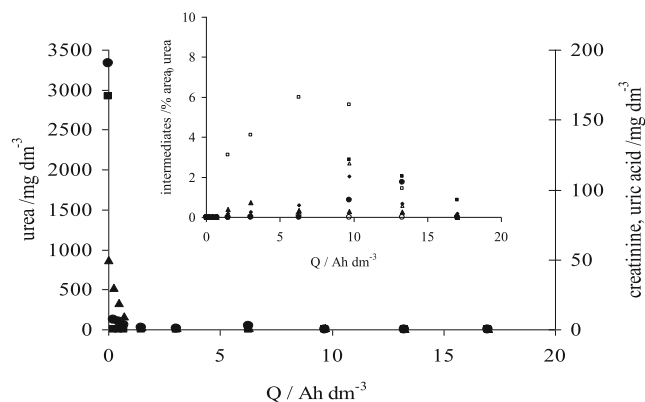 10
8
6
4
2
0
intermediates /% area₀ urea
0 5 10 15 20
Q / Ah dm⁻³
3500
3000
2500
2000
1500
1000
500
0
urea /mg dm⁻³
200
150
100
50
0
creatinine, uric acid /mg dm⁻³
0 5 10 15 20
Q / Ah dm⁻³